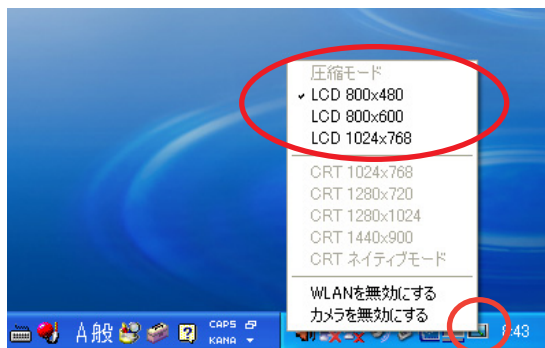 圧縮モード
LCD 800x480
LCD 800x600
LCD 1024x768
CRT 1024x768
CRT 1280x720
CRT 1280x1024
CRT 1440x900
CRT ネイティブモード
WLANを無効にする
カメラを無効にする
A般 CAPS KANA 8:43